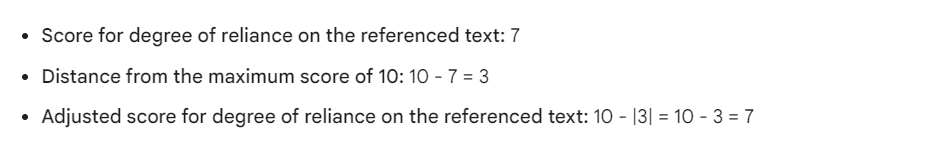 • Score for degree of reliance on the referenced text: 7
• Distance from the maximum score of 10: 10 - 7 = 3
• Adjusted score for degree of reliance on the referenced text: 10 - |3| = 10 - 3 = 7